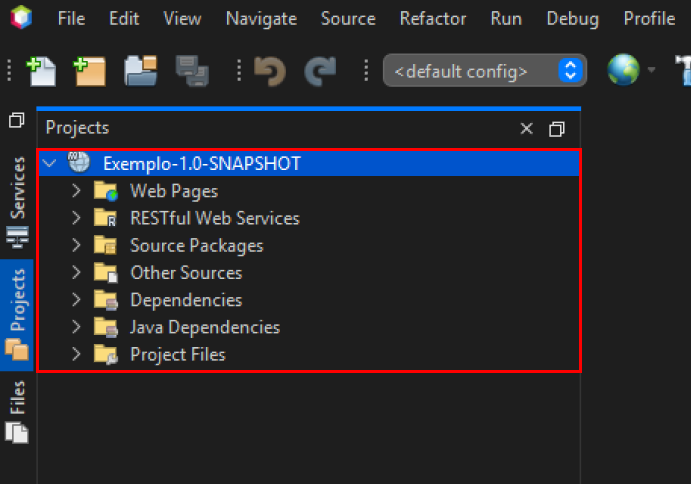 File Edit View Navigate Source Refactor Run Debug Profile
<default config>
Projects
Services
Projects
Files
Exemplo-1.0-SNAPSHOT
Web Pages
RESTful Web Services
Source Packages
Other Sources
Dependencies
Java Dependencies
Project Files